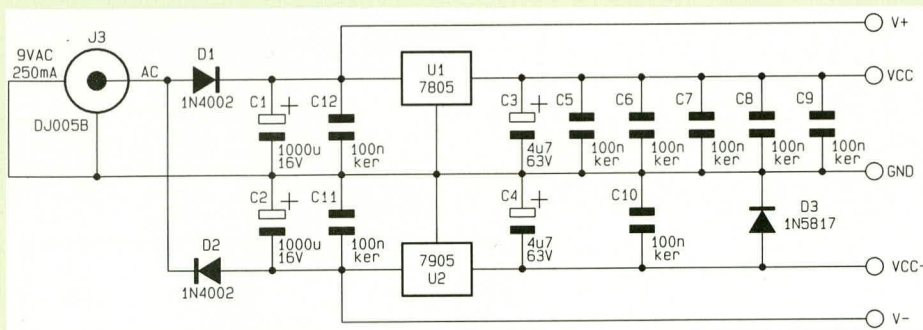 V+
J3
9VAC
250mA
AC
D1
1N4002
DJ005B
C1
+
1000u
16V
C12
100n
ker
U1
7805
C3
+
4u7
63V
C5
100n
ker
C6
100n
ker
C7
100n
ker
C8
100n
ker
C9
100n
ker
VCC
GND
C2
+
1000u
16V
C11
100n
ker
D2
1N4002
7905
U2
C4
+
4u7
63V
C10
100n
ker
D3
1N5817
VCC-
V-